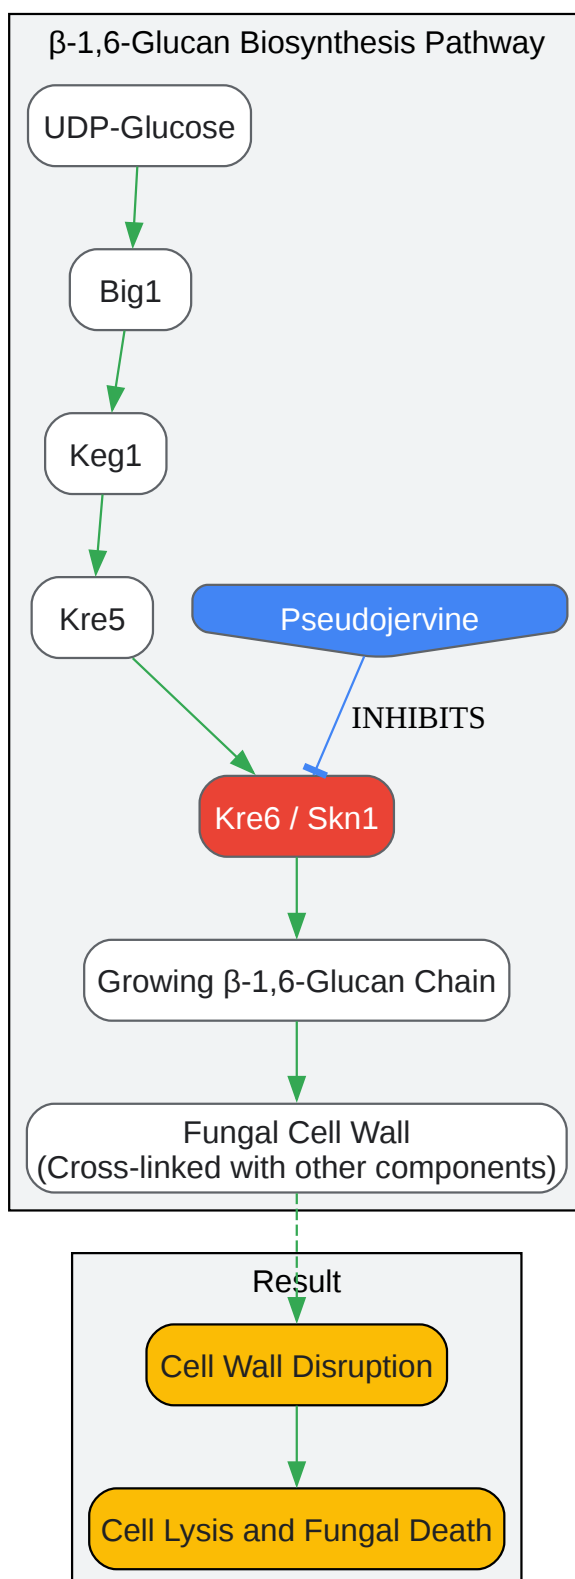 β-1,6-Glucan Biosynthesis Pathway
UDP-Glucose
Big1
Keg1
Kre5
Pseudojervine
INHIBITS
Kre6 / Skn1
Growing β-1,6-Glucan Chain
Fungal Cell Wall
(Cross-linked with other components)
Result
Cell Wall Disruption
Cell Lysis and Fungal Death